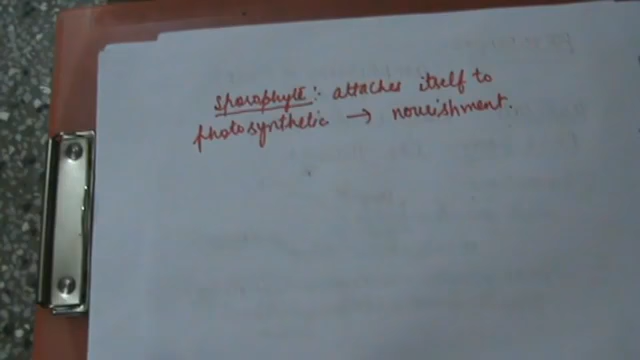 Sporophyte:- attaches itself to
photosynthetic → nourishment.